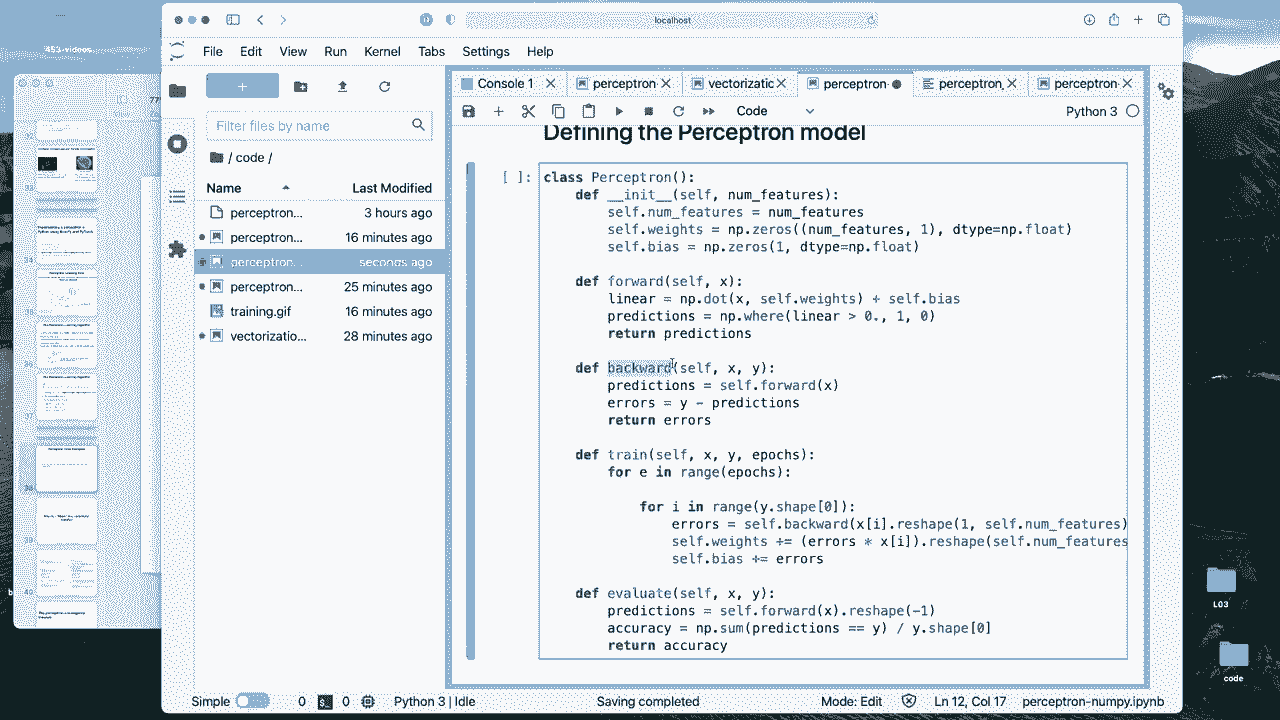 453-videos
localhost
File Edit View Run Kernel Tabs Settings Help
Console 1
perceptron
vectorizatic
perceptron
perceptron_
perceptron
Code
Python 3
Filter files by name
/ code /
Name Last Modified
perceptron... 3 hours ago
perceptron... 16 minutes ago
perceptron... seconds ago
perceptron... 25 minutes ago
training.gif 16 minutes ago
vectorizatio... 28 minutes ago
Defining the Perceptron model
[ ]:
class Perceptron():
def __init__(self, num_features):
self.num_features = num_features
self.weights = np.zeros((num_features, 1), dtype=np.float)
self.bias = np.zeros(1, dtype=np.float)
def forward(self, x):
linear = np.dot(x, self.weights) + self.bias
predictions = np.where(linear > 0., 1, 0)
return predictions
def backward(self, x, y):
predictions = self.forward(x)
errors = y - predictions
return errors
def train(self, x, y, epochs):
for e in range(epochs):
for i in range(y.shape[0]):
errors = self.backward(x[i].reshape(1, self.num_features)
self.weights += (errors * x[i]).reshape(self.num_features
self.bias += errors
def evaluate(self, x, y):
predictions = self.forward(x).reshape(-1)
accuracy = np.sum(predictions == y) / y.shape[0]
return accuracy
L03
code
Simple 0 0 Python 3 | Idle Saving completed Mode: Edit Ln 12, Col 17 perceptron-numpy.ipynb